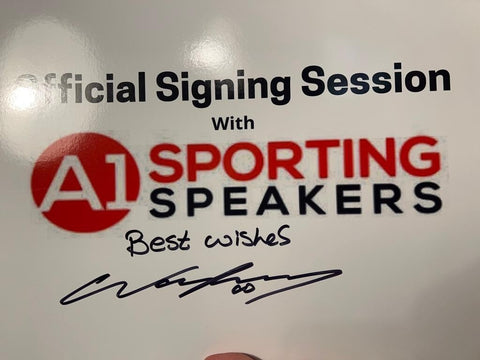 Official Signing Session
With
A1 SPORTING
SPEAKERS
Best wishes